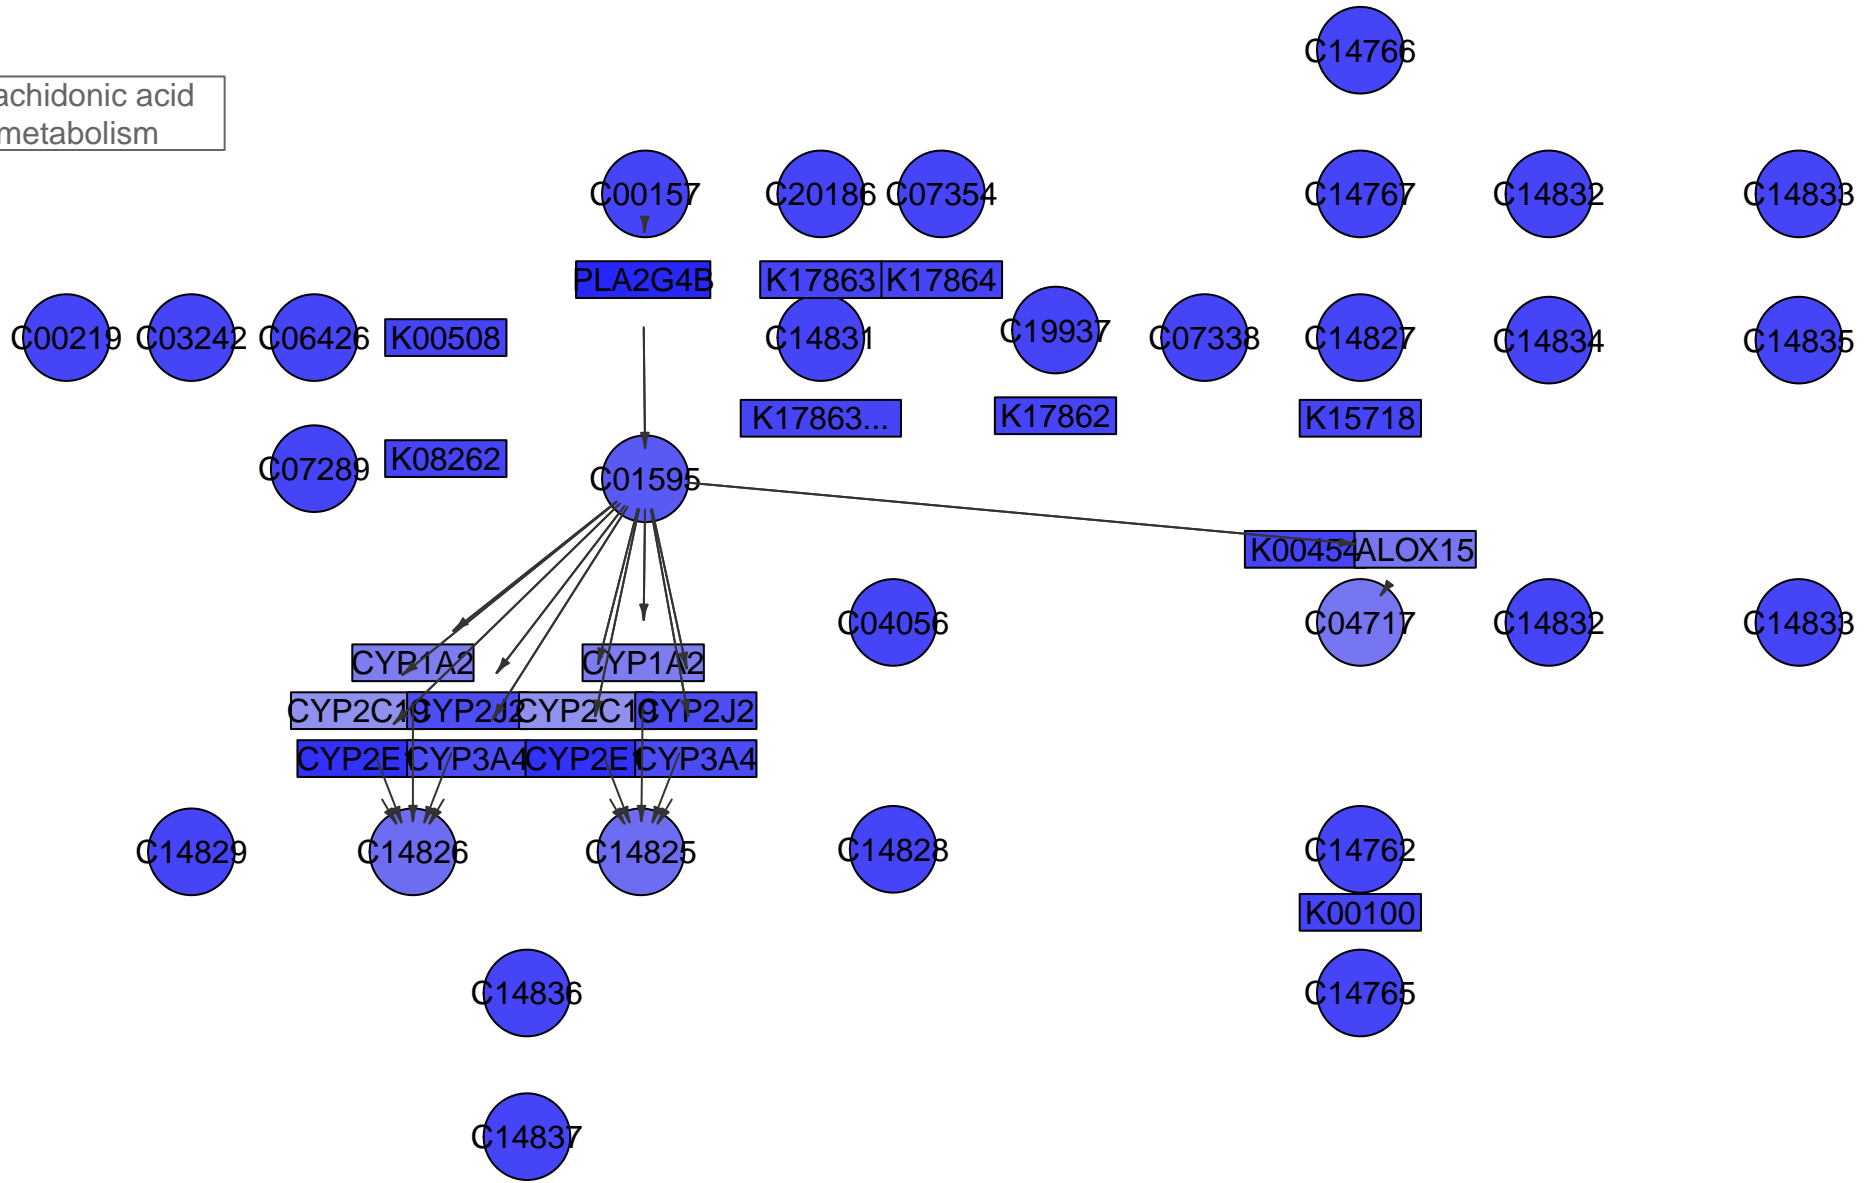 C14766
achidonic acid
metabolism
C00157
C20186
C07354
C14767
C14832
C14833
PLA2G4B
K17863
K17864
C00219
C03242
C06426
K00508
C14831
C19937
C07338
C14827
C14834
C14835
K17863...
K17862
K15718
C07289
K08262
C01595
K00454
ALOX15
C04056
C04717
C14832
C14833
CYP1A2
CYP1A2
CYP2C19
CYP2J2
CYP2C19
CYP2J2
CYP2E1
CYP3A4
CYP2E1
CYP3A4
C14829
C14826
C14825
C14828
C14762
K00100
C14836
C14765
C14837